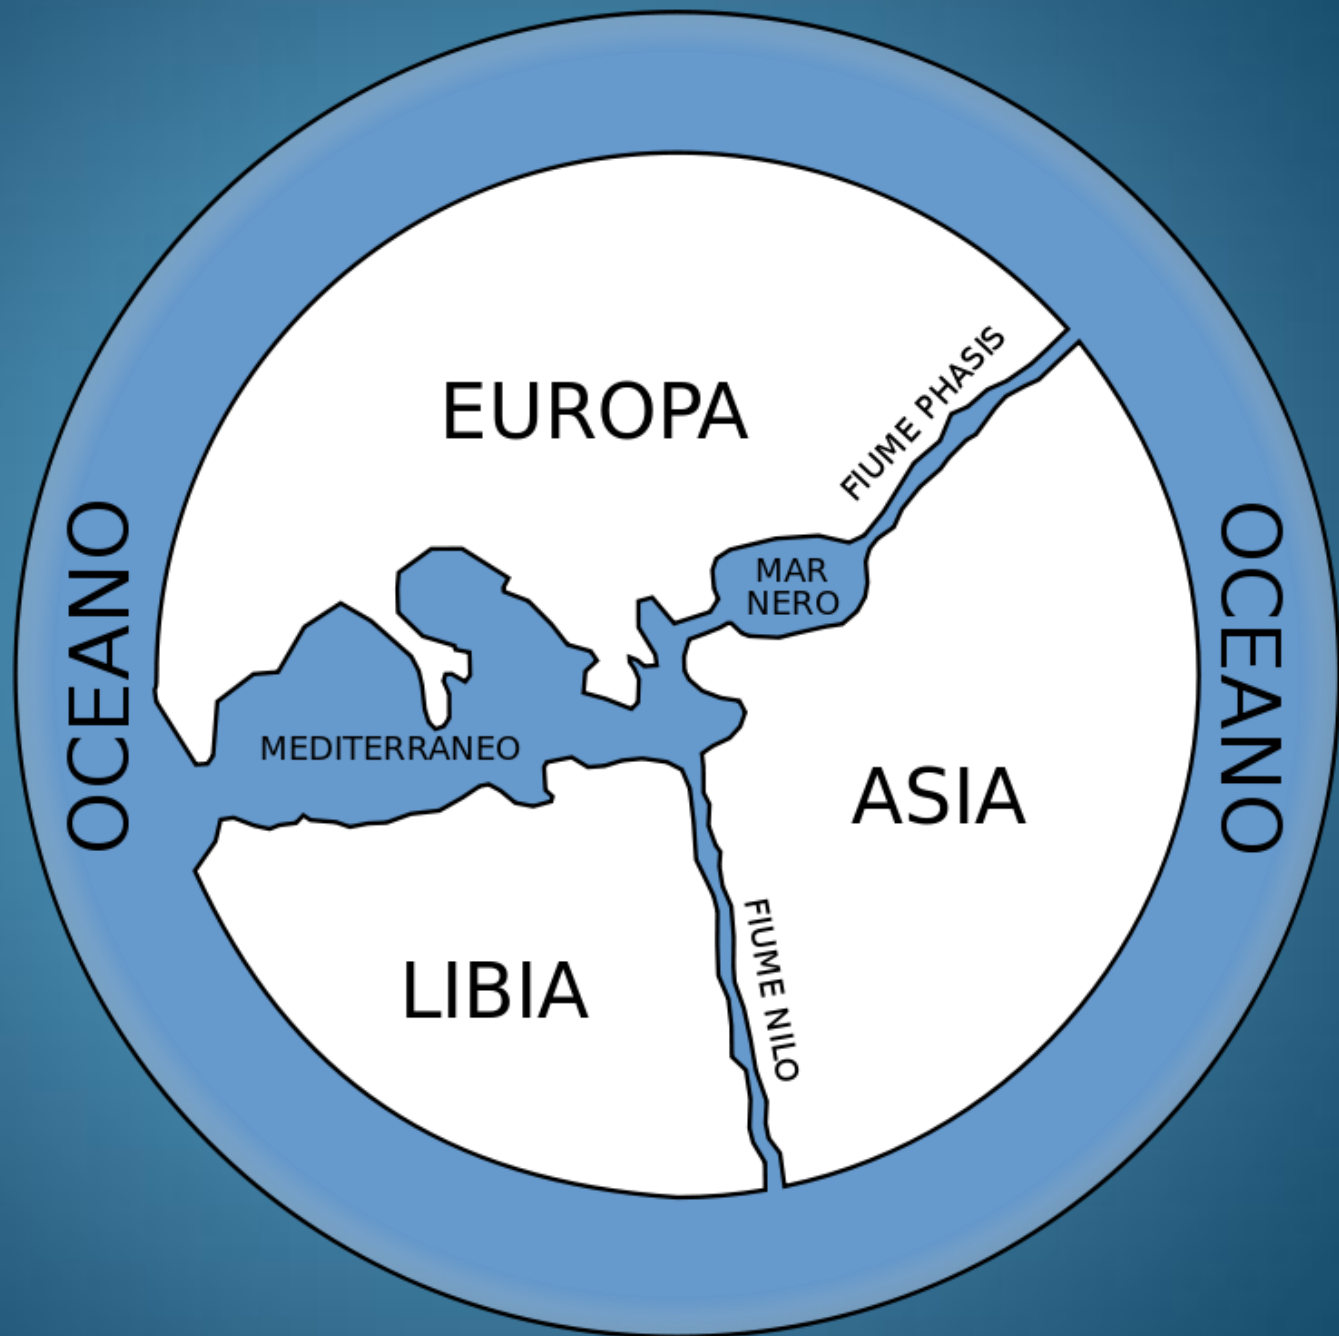 EUROPA
FIUME PHASIS
OCEANO
MAR
NERO
OCEANO
MEDITERRANEO
ASIA
LIBIA
FIUME NILO